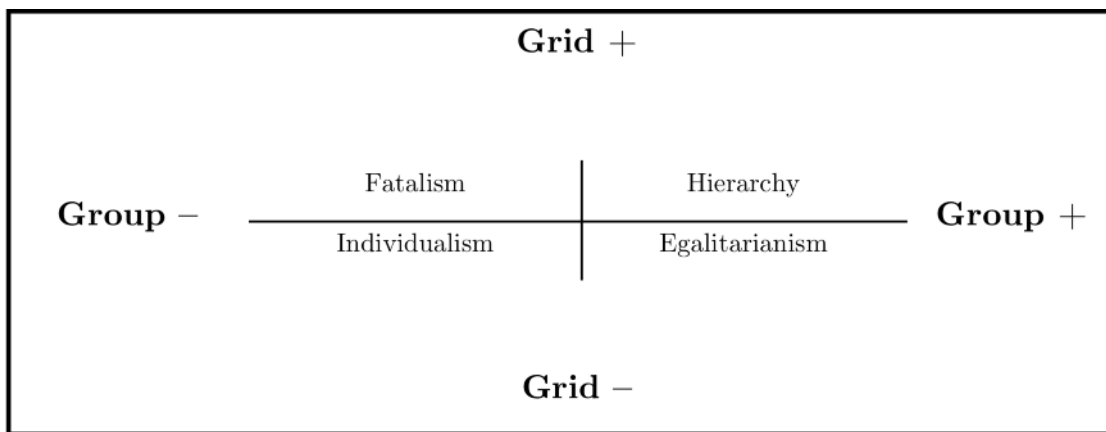 Grid +
Fatalism Hierarchy
Group − Group +
Individualism Egalitarianism
Grid −